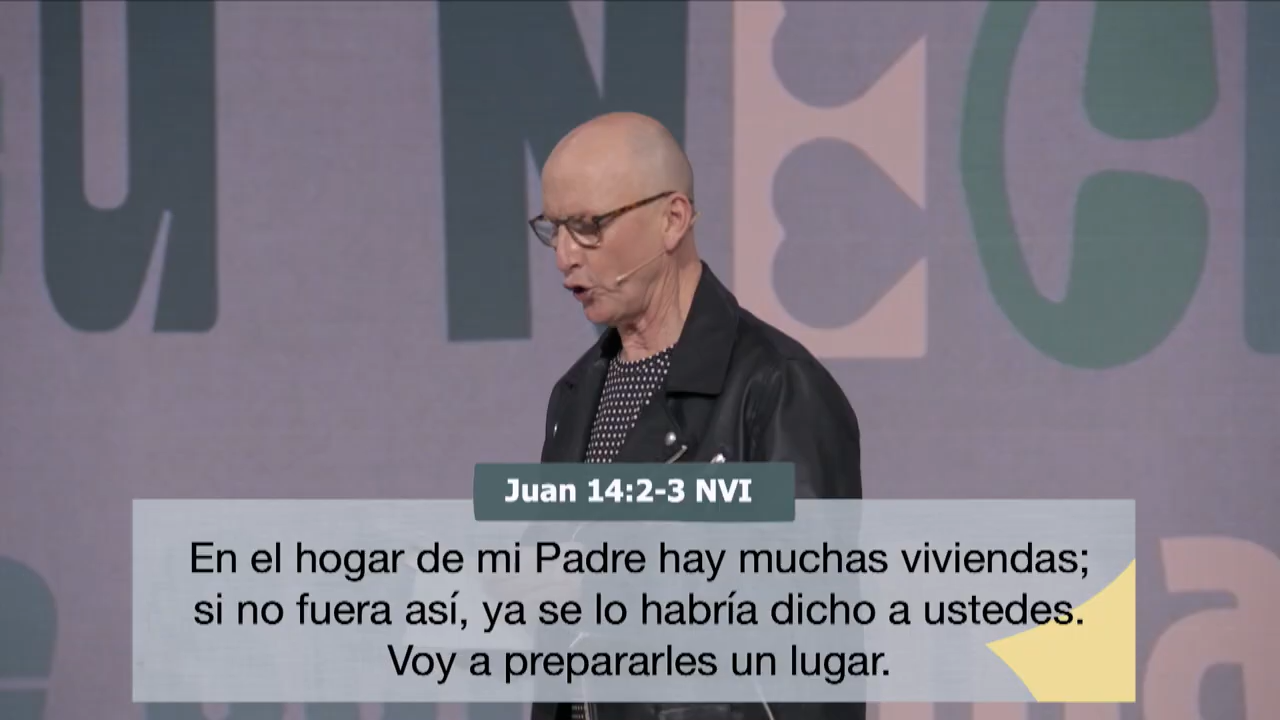 Juan 14:2-3 NVI
En el hogar de mi Padre hay muchas viviendas;
si no fuera así, ya se lo habría dicho a ustedes.
Voy a prepararles un lugar.